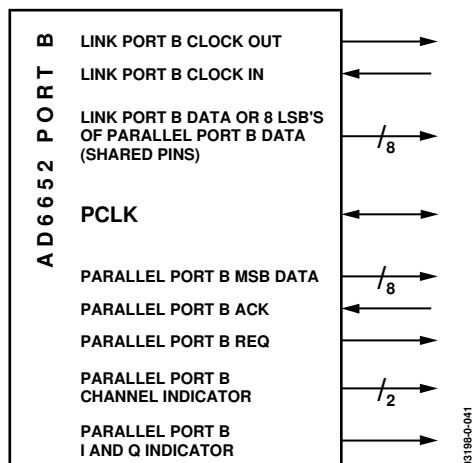 AD6652 PORT B
LINK PORT B CLOCK OUT
LINK PORT B CLOCK IN
LINK PORT B DATA OR 8 LSB'S
OF PARALLEL PORT B DATA
(SHARED PINS)
/8
PCLK
PARALLEL PORT B MSB DATA
/8
PARALLEL PORT B ACK
PARALLEL PORT B REQ
PARALLEL PORT B
CHANNEL INDICATOR
/2
PARALLEL PORT B
I AND Q INDICATOR
03198-0-041